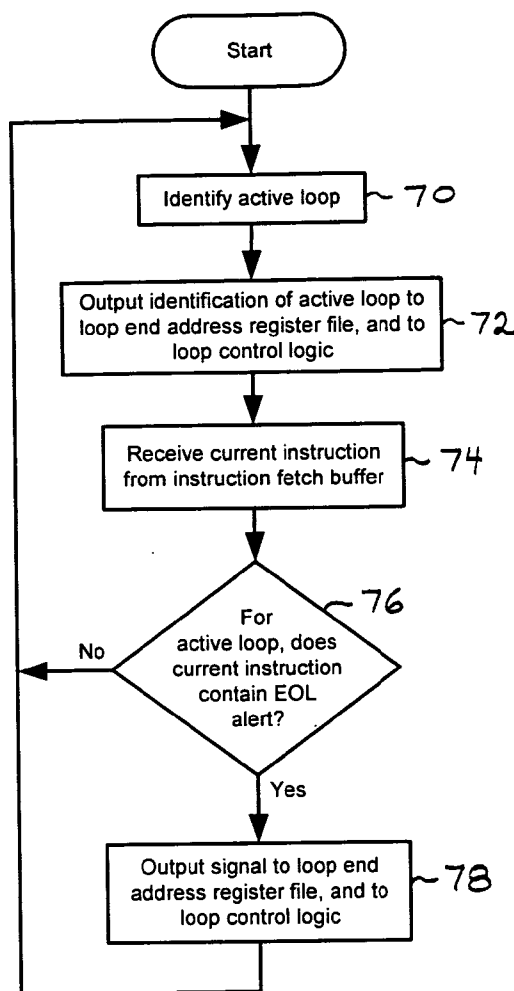 Start
Identify active loop
70
Output identification of active loop to
loop end address register file, and to
loop control logic
72
Receive current instruction
from instruction fetch buffer
74
76
For
active loop, does
current instruction
contain EOL
alert?
No
Yes
Output signal to loop end
address register file, and to
loop control logic
78